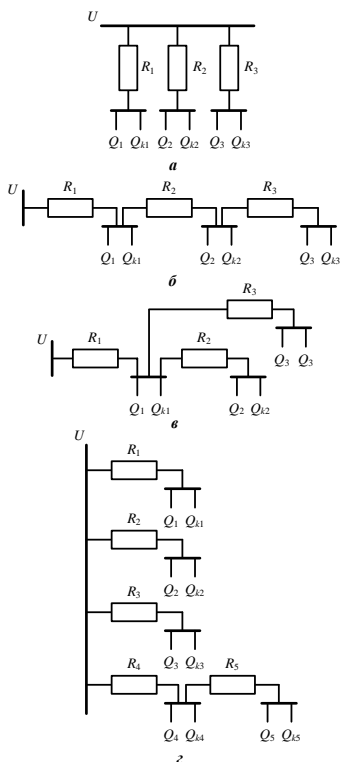 U
R1 R2 R3
Q1 Qk1 Q2 Qk2 Q3 Qk3
а
U R1 R2 R3
Q1 Qk1 Q2 Qk2 Q3 Qk3
б
R3
U R1 R2 Q3 Q3
Q1 Qk1 Q2 Qk2
в
U
R1
Q1 Qk1
R2
Q2 Qk2
R3
Q3 Qk3
R4 R5
Q4 Qk4 Q5 Qk5
г